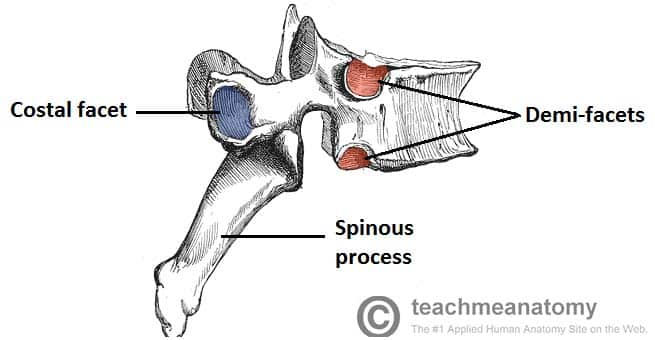 Costal facet
Demi-facets
Spinous
process
© teachmeanatomy
The #1 Applied Human Anatomy Site on the Web.